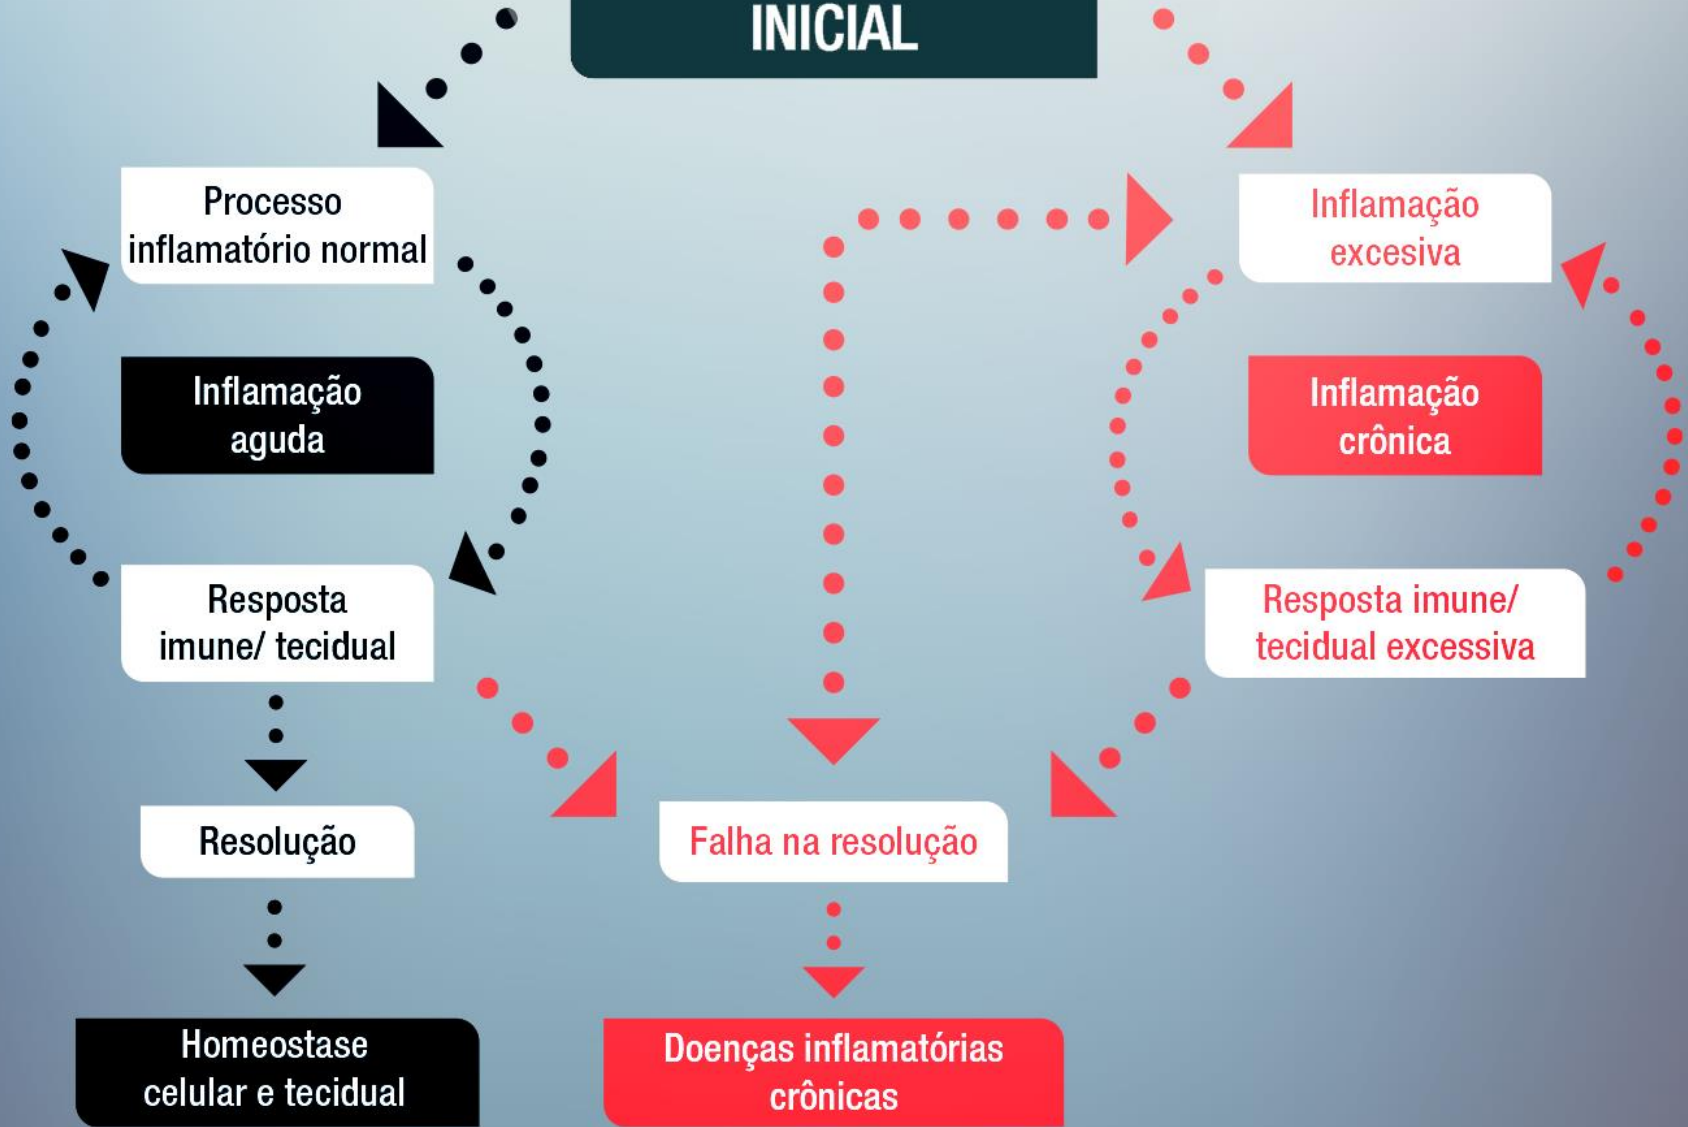 INICIAL
Processo
inflamatório normal
Inflamação
excesiva
Inflamação
aguda
Inflamação
crônica
Resposta
imune/ tecidual
Resposta imune/
tecidual excessiva
Resolução
Falha na resolução
Homeostase
celular e tecidual
Doenças inflamatórias
crônicas